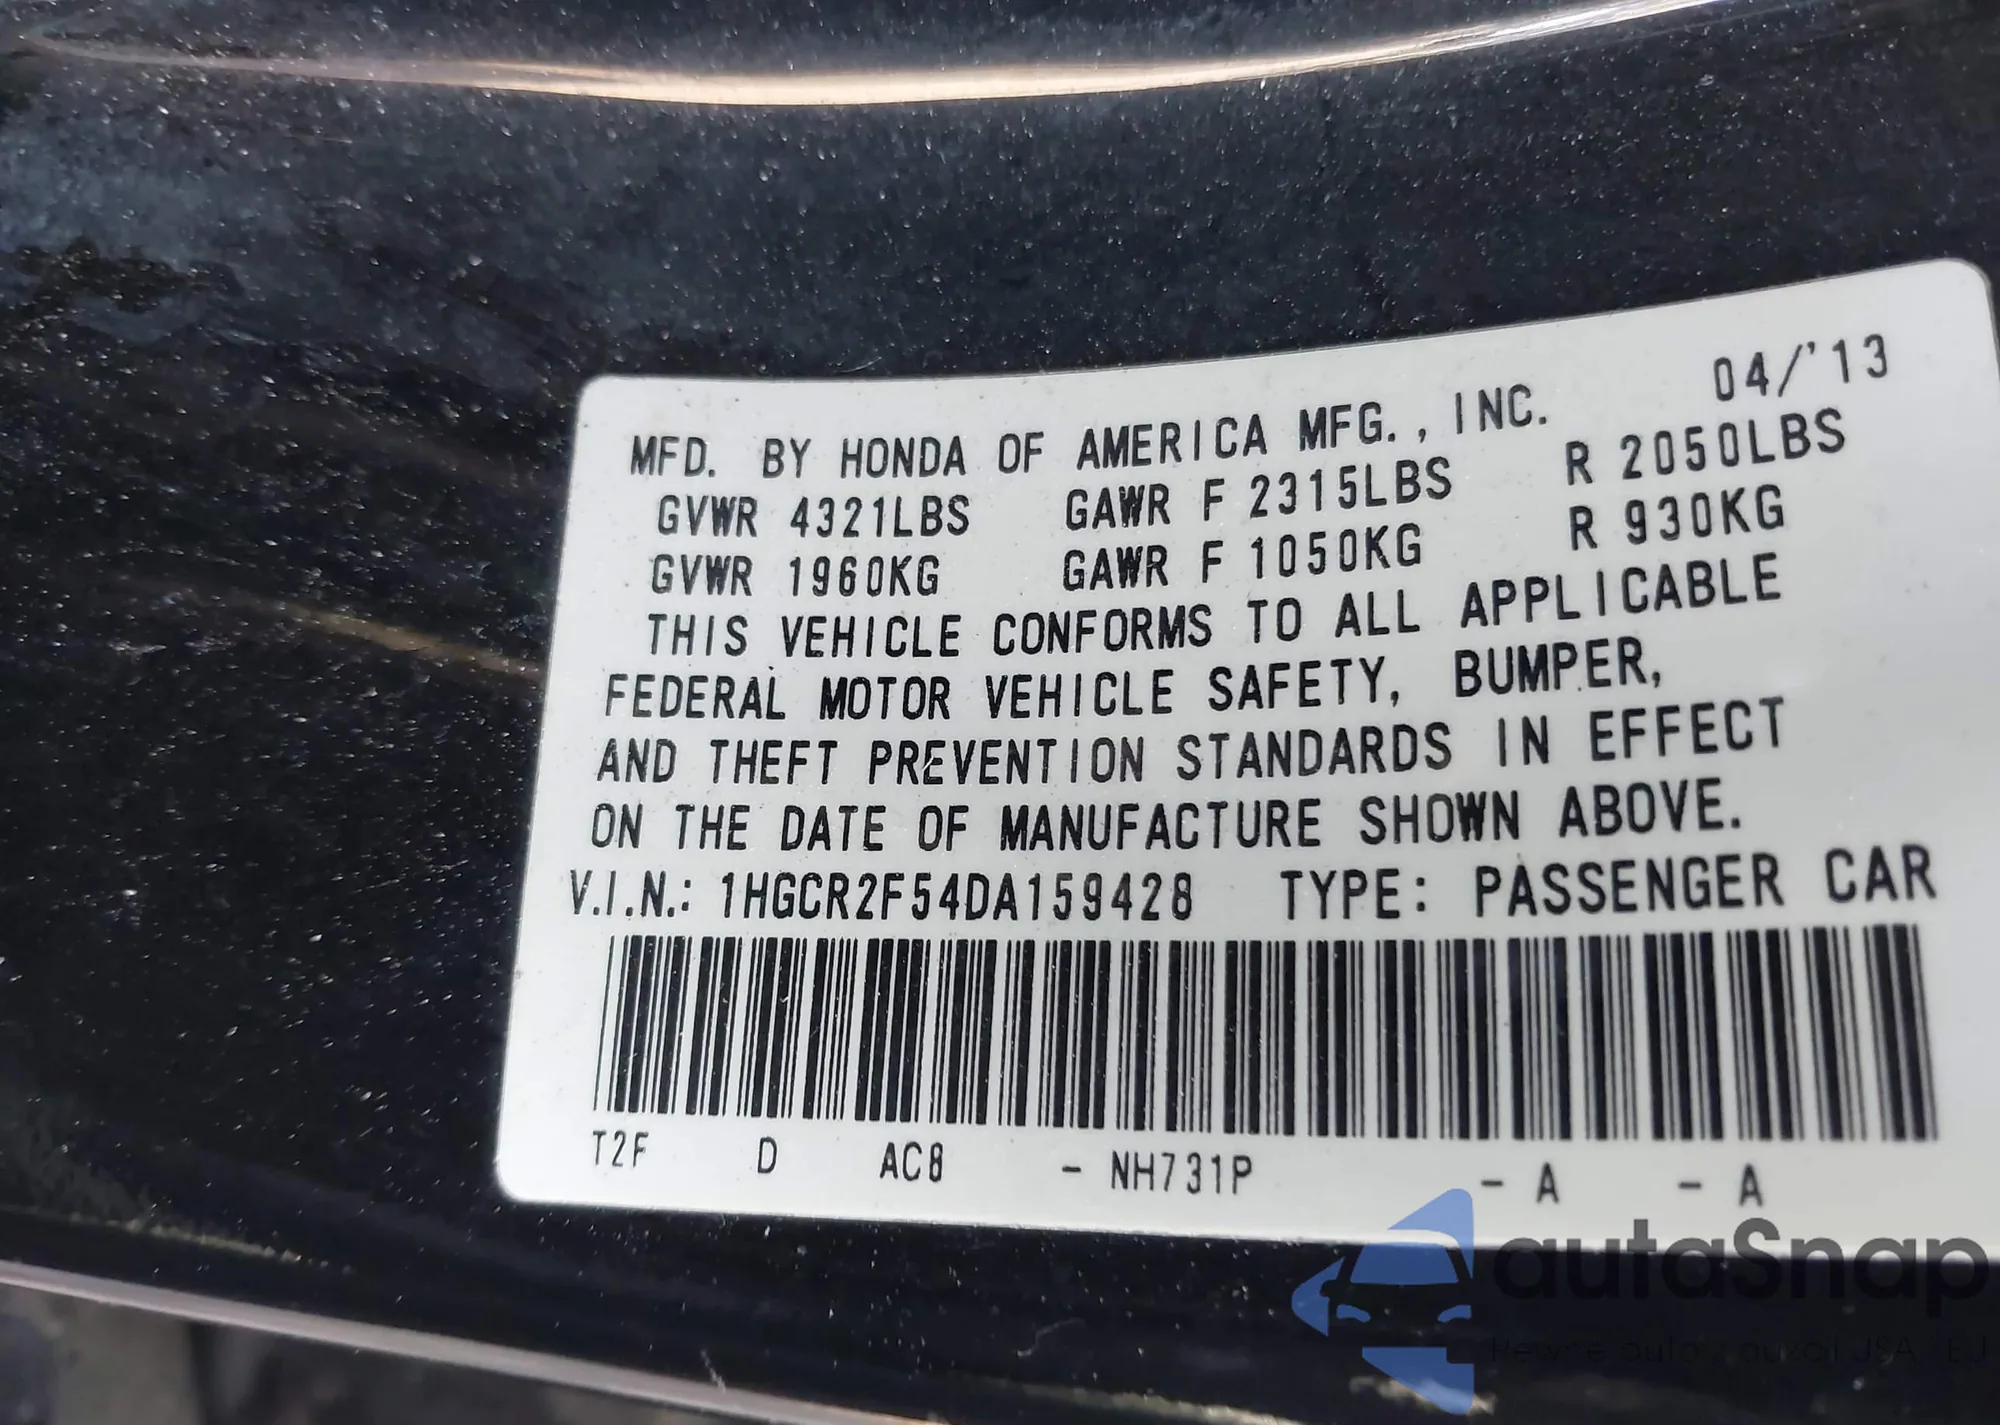 MFD. BY HONDA OF AMERICA MFG., INC. 04/'13
GVWR 4321LBS GAWR F 2315LBS R 2050LBS
GVWR 1960KG GAWR F 1050KG R 930KG
THIS VEHICLE CONFORMS TO ALL APPLICABLE
FEDERAL MOTOR VEHICLE SAFETY, BUMPER,
AND THEFT PREVENTION STANDARDS IN EFFECT
ON THE DATE OF MANUFACTURE SHOWN ABOVE.
V.I.N.: 1HGCR2F54DA159428 TYPE: PASSENGER CAR
T2F D AC8 - NH731P - A - A
autaSnap